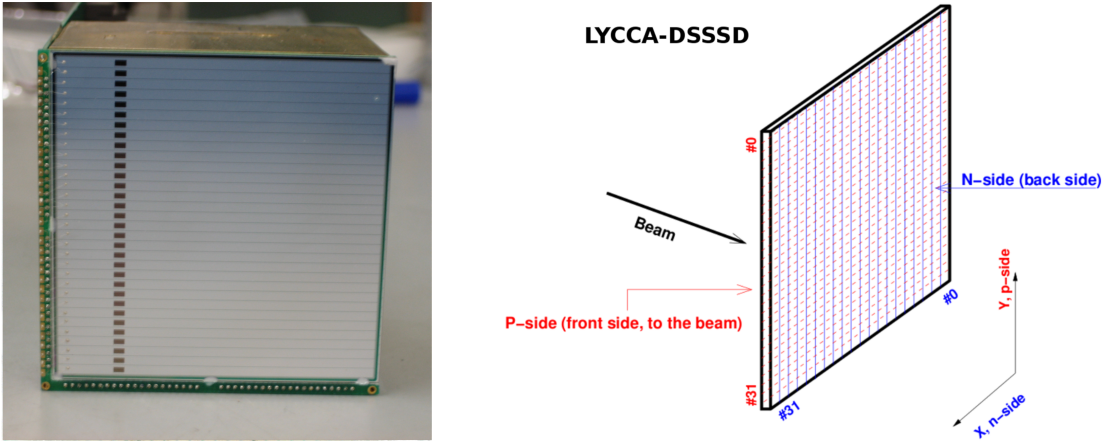 LYCCA-DSSSD
#0
N-side (back side)
Beam
Y, p-side
#0
P-side (front side, to the beam)
#31
#31
X, n-side